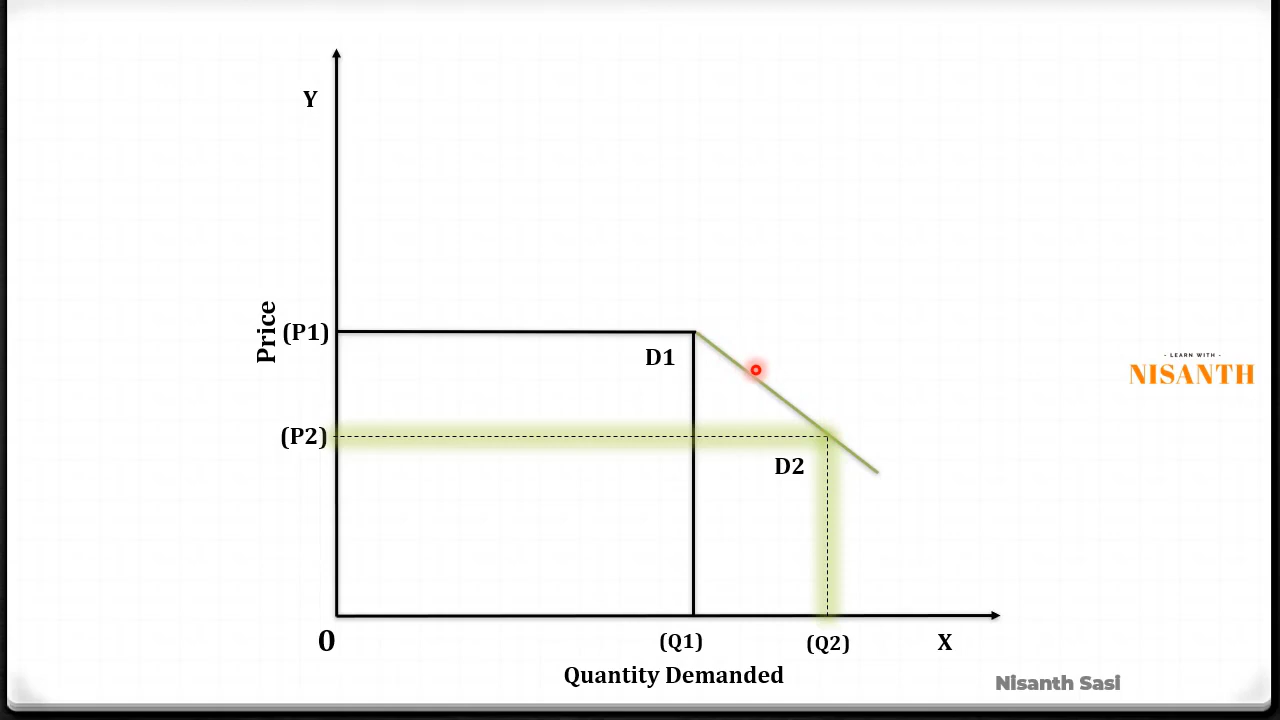 Y
Price
(P1)
D1
- LEARN WITH -
NISANTH
(P2)
D2
0
(Q1)
(Q2)
X
Quantity Demanded
Nisanth Sasi